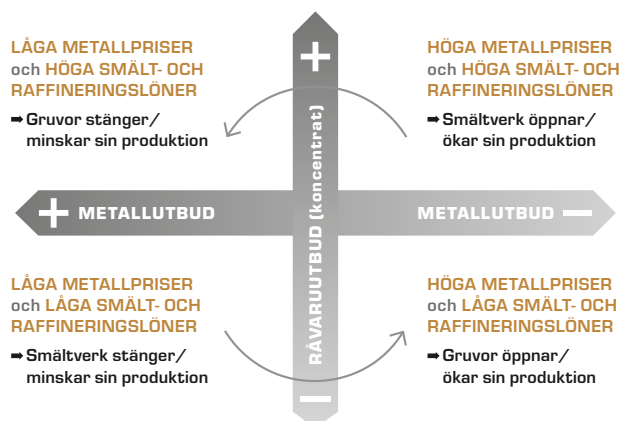 LÅGA METALLPRISER
och HÖGA SMÄLT- OCH
RAFFINERINGSLÖNER
➡ Gruvor stänger/
minskar sin produktion
HÖGA METALLPRISER
och HÖGA SMÄLT- OCH
RAFFINERINGSLÖNER
➡ Smältverk öppnar/
ökar sin produktion
+
RÅVARUUTBUD (koncentrat)
−
+ METALLUTBUD
METALLUTBUD −
LÅGA METALLPRISER
och LÅGA SMÄLT- OCH
RAFFINERINGSLÖNER
➡ Smältverk stänger/
minskar sin produktion
HÖGA METALLPRISER
och LÅGA SMÄLT- OCH
RAFFINERINGSLÖNER
➡ Gruvor öppnar/
ökar sin produktion